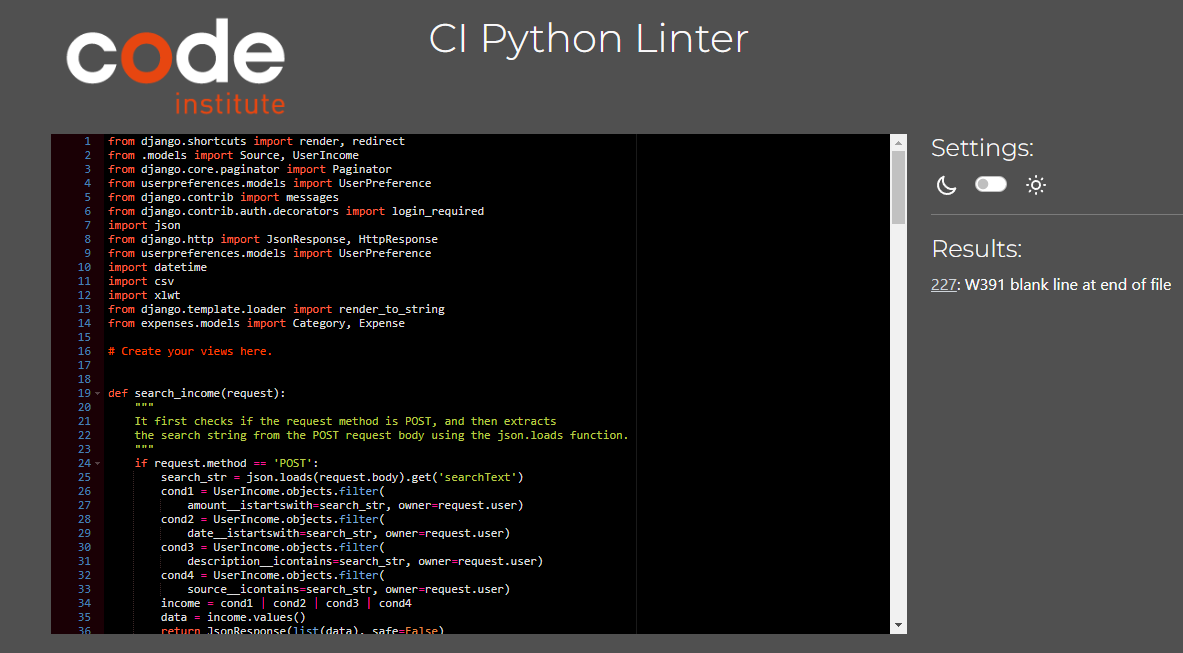 code
institute
CI Python Linter
1 from django.shortcuts import render, redirect
2 from .models import Source, UserIncome
3 from django.core.paginator import Paginator
4 from userpreferences.models import UserPreference
5 from django.contrib import messages
6 from django.contrib.auth.decorators import login_required
7 import json
8 from django.http import JsonResponse, HttpResponse
9 from userpreferences.models import UserPreference
10 import datetime
11 import csv
12 import xlwt
13 from django.template.loader import render_to_string
14 from expenses.models import Category, Expense
15
16 # Create your views here.
17
18
19 def search_income(request):
20     """
21     It first checks if the request method is POST, and then extracts
22     the search string from the POST request body using the json.loads function.
23     """
24     if request.method == 'POST':
25         search_str = json.loads(request.body).get('searchText')
26         cond1 = UserIncome.objects.filter(
27             amount__istartswith=search_str, owner=request.user)
28         cond2 = UserIncome.objects.filter(
29             date__istartswith=search_str, owner=request.user)
30         cond3 = UserIncome.objects.filter(
31             description__icontains=search_str, owner=request.user)
32         cond4 = UserIncome.objects.filter(
33             source__icontains=search_str, owner=request.user)
34         income = cond1 | cond2 | cond3 | cond4
35         data = income.values()
36         return JsonResponse(list(data), safe=False)
Settings:
Results:
227: W391 blank line at end of file